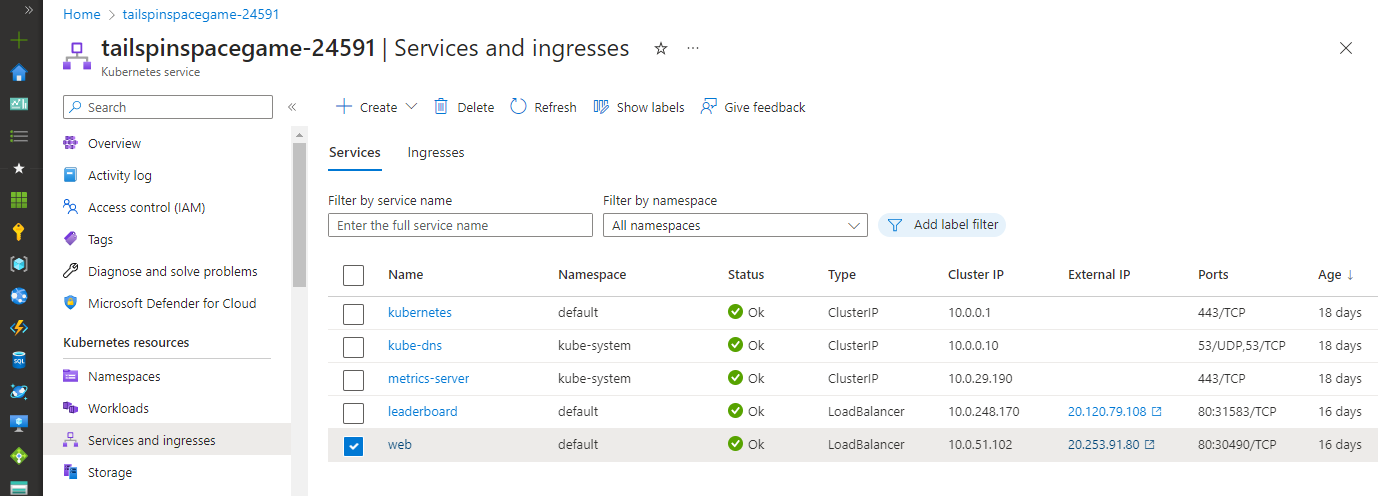 Home > tailspinspacegame-24591
tailspinspacegame-24591 | Services and ingresses
Kubernetes service
Search
Create Delete Refresh Show labels Give feedback
Overview
Activity log
Access control (IAM)
Tags
Diagnose and solve problems
Microsoft Defender for Cloud
Kubernetes resources
Namespaces
Workloads
Services and ingresses
Storage
Services Ingresses
Filter by service name Filter by namespace
Enter the full service name All namespaces Add label filter
Name Namespace Status Type Cluster IP External IP Ports Age ↓
kubernetes default Ok ClusterIP 10.0.0.1 443/TCP 18 days
kube-dns kube-system Ok ClusterIP 10.0.0.10 53/UDP,53/TCP 18 days
metrics-server kube-system Ok ClusterIP 10.0.29.190 443/TCP 18 days
leaderboard default Ok LoadBalancer 10.0.248.170 20.120.79.108 80:31583/TCP 16 days
web default Ok LoadBalancer 10.0.51.102 20.253.91.80 80:30490/TCP 16 days
SQL